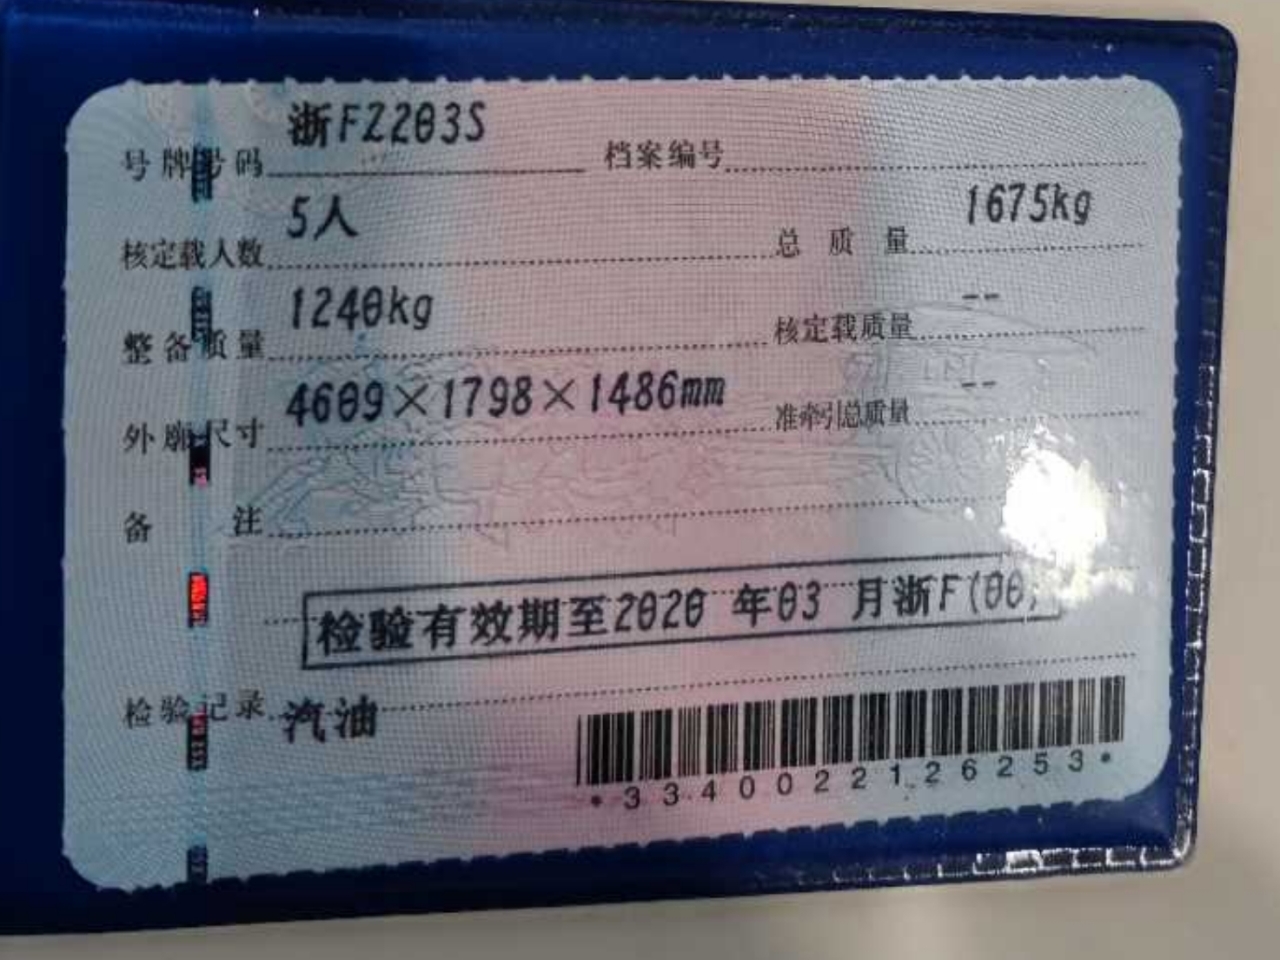 号牌号码 浙FZ203S 档案编号
核定载人数 5人 总质量 1675kg
整备质量 1240kg 核定载质量 --
外廓尺寸 4609×1798×1486mm 准牵引总质量 --
备注
检验有效期至2020 年03 月浙F(00)
检验记录 汽油
*3340022126253*